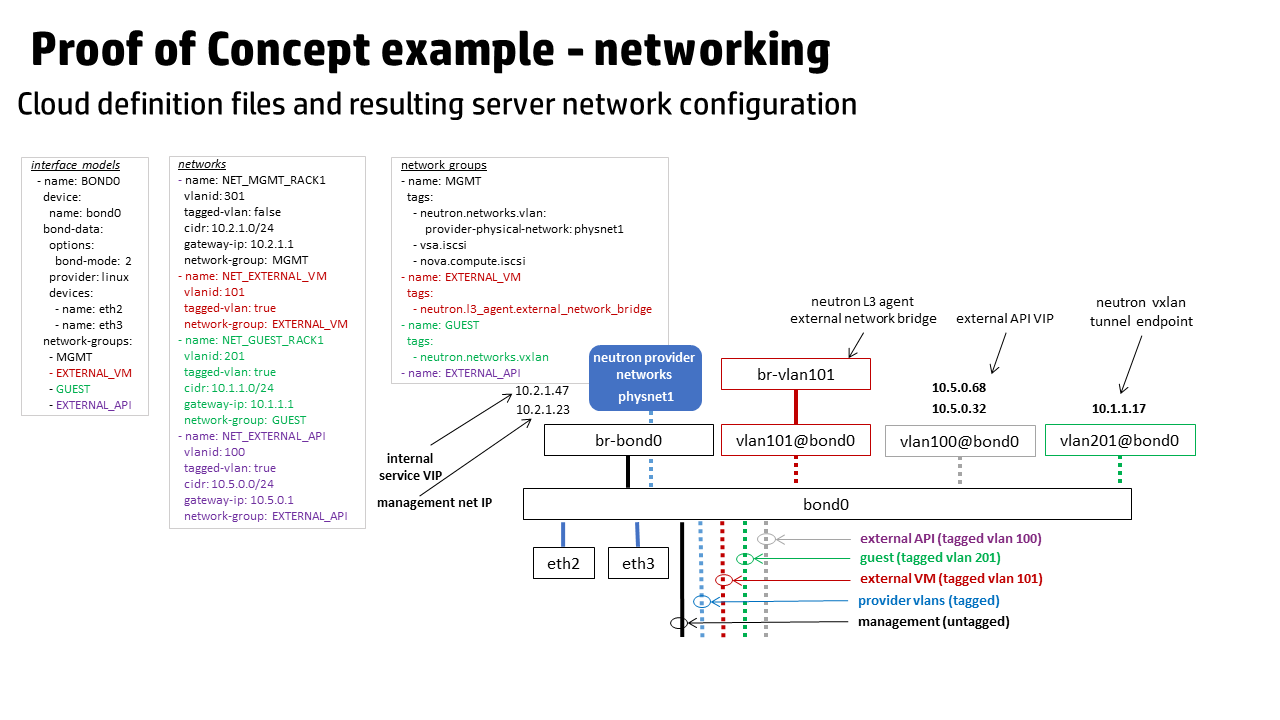 Proof of Concept example - networking
Cloud definition files and resulting server network configuration
interface models
- name: BOND0
device:
name: bond0
bond-data:
options:
bond-mode: 2
provider: linux
devices:
- name: eth2
- name: eth3
network-groups:
- MGMT
- EXTERNAL_VM
- GUEST
- EXTERNAL_API
networks
- name: NET_MGMT_RACK1
vlanid: 301
tagged-vlan: false
cidr: 10.2.1.0/24
gateway-ip: 10.2.1.1
network-group: MGMT
- name: NET_EXTERNAL_VM
vlanid: 101
tagged-vlan: true
network-group: EXTERNAL_VM
- name: NET_GUEST_RACK1
vlanid: 201
tagged-vlan: true
cidr: 10.1.1.0/24
gateway-ip: 10.1.1.1
network-group: GUEST
- name: NET_EXTERNAL_API
vlanid: 100
tagged-vlan: true
cidr: 10.5.0.0/24
gateway-ip: 10.5.0.1
network-group: EXTERNAL_API
network groups
- name: MGMT
tags:
- neutron.networks.vlan:
provider-physical-network: physnet1
- vsa.iscsi
- nova.compute.iscsi
- name: EXTERNAL_VM
tags:
- neutron.l3_agent.external_network_bridge
- name: GUEST
tags:
- neutron.networks.vxlan
- name: EXTERNAL_API
neutron provider
networks
physnet1
10.2.1.47
10.2.1.23
internal
service VIP
management net IP
neutron L3 agent
external network bridge
external API VIP
neutron vxlan
tunnel endpoint
br-vlan101
10.5.0.68
10.5.0.32
10.1.1.17
br-bond0
vlan101@bond0
vlan100@bond0
vlan201@bond0
bond0
eth2
eth3
external API (tagged vlan 100)
guest (tagged vlan 201)
external VM (tagged vlan 101)
provider vlans (tagged)
management (untagged)